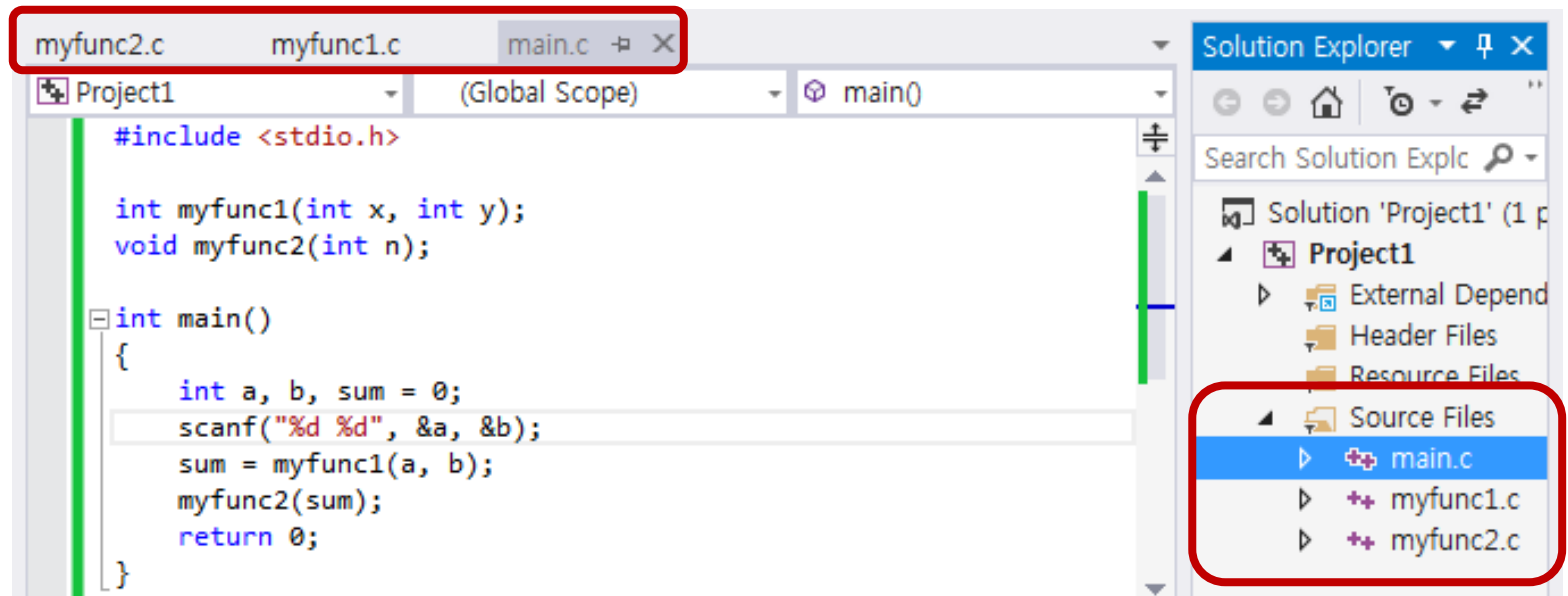 myfunc2.c myfunc1.c main.c
Project1 (Global Scope) main()
#include <stdio.h>
int myfunc1(int x, int y);
void myfunc2(int n);
int main()
{
int a, b, sum = 0;
scanf("%d %d", &a, &b);
sum = myfunc1(a, b);
myfunc2(sum);
return 0;
}
Solution Explorer
Search Solution Explc
Solution 'Project1' (1 p
Project1
External Depend
Header Files
Resource Files
Source Files
main.c
myfunc1.c
myfunc2.c